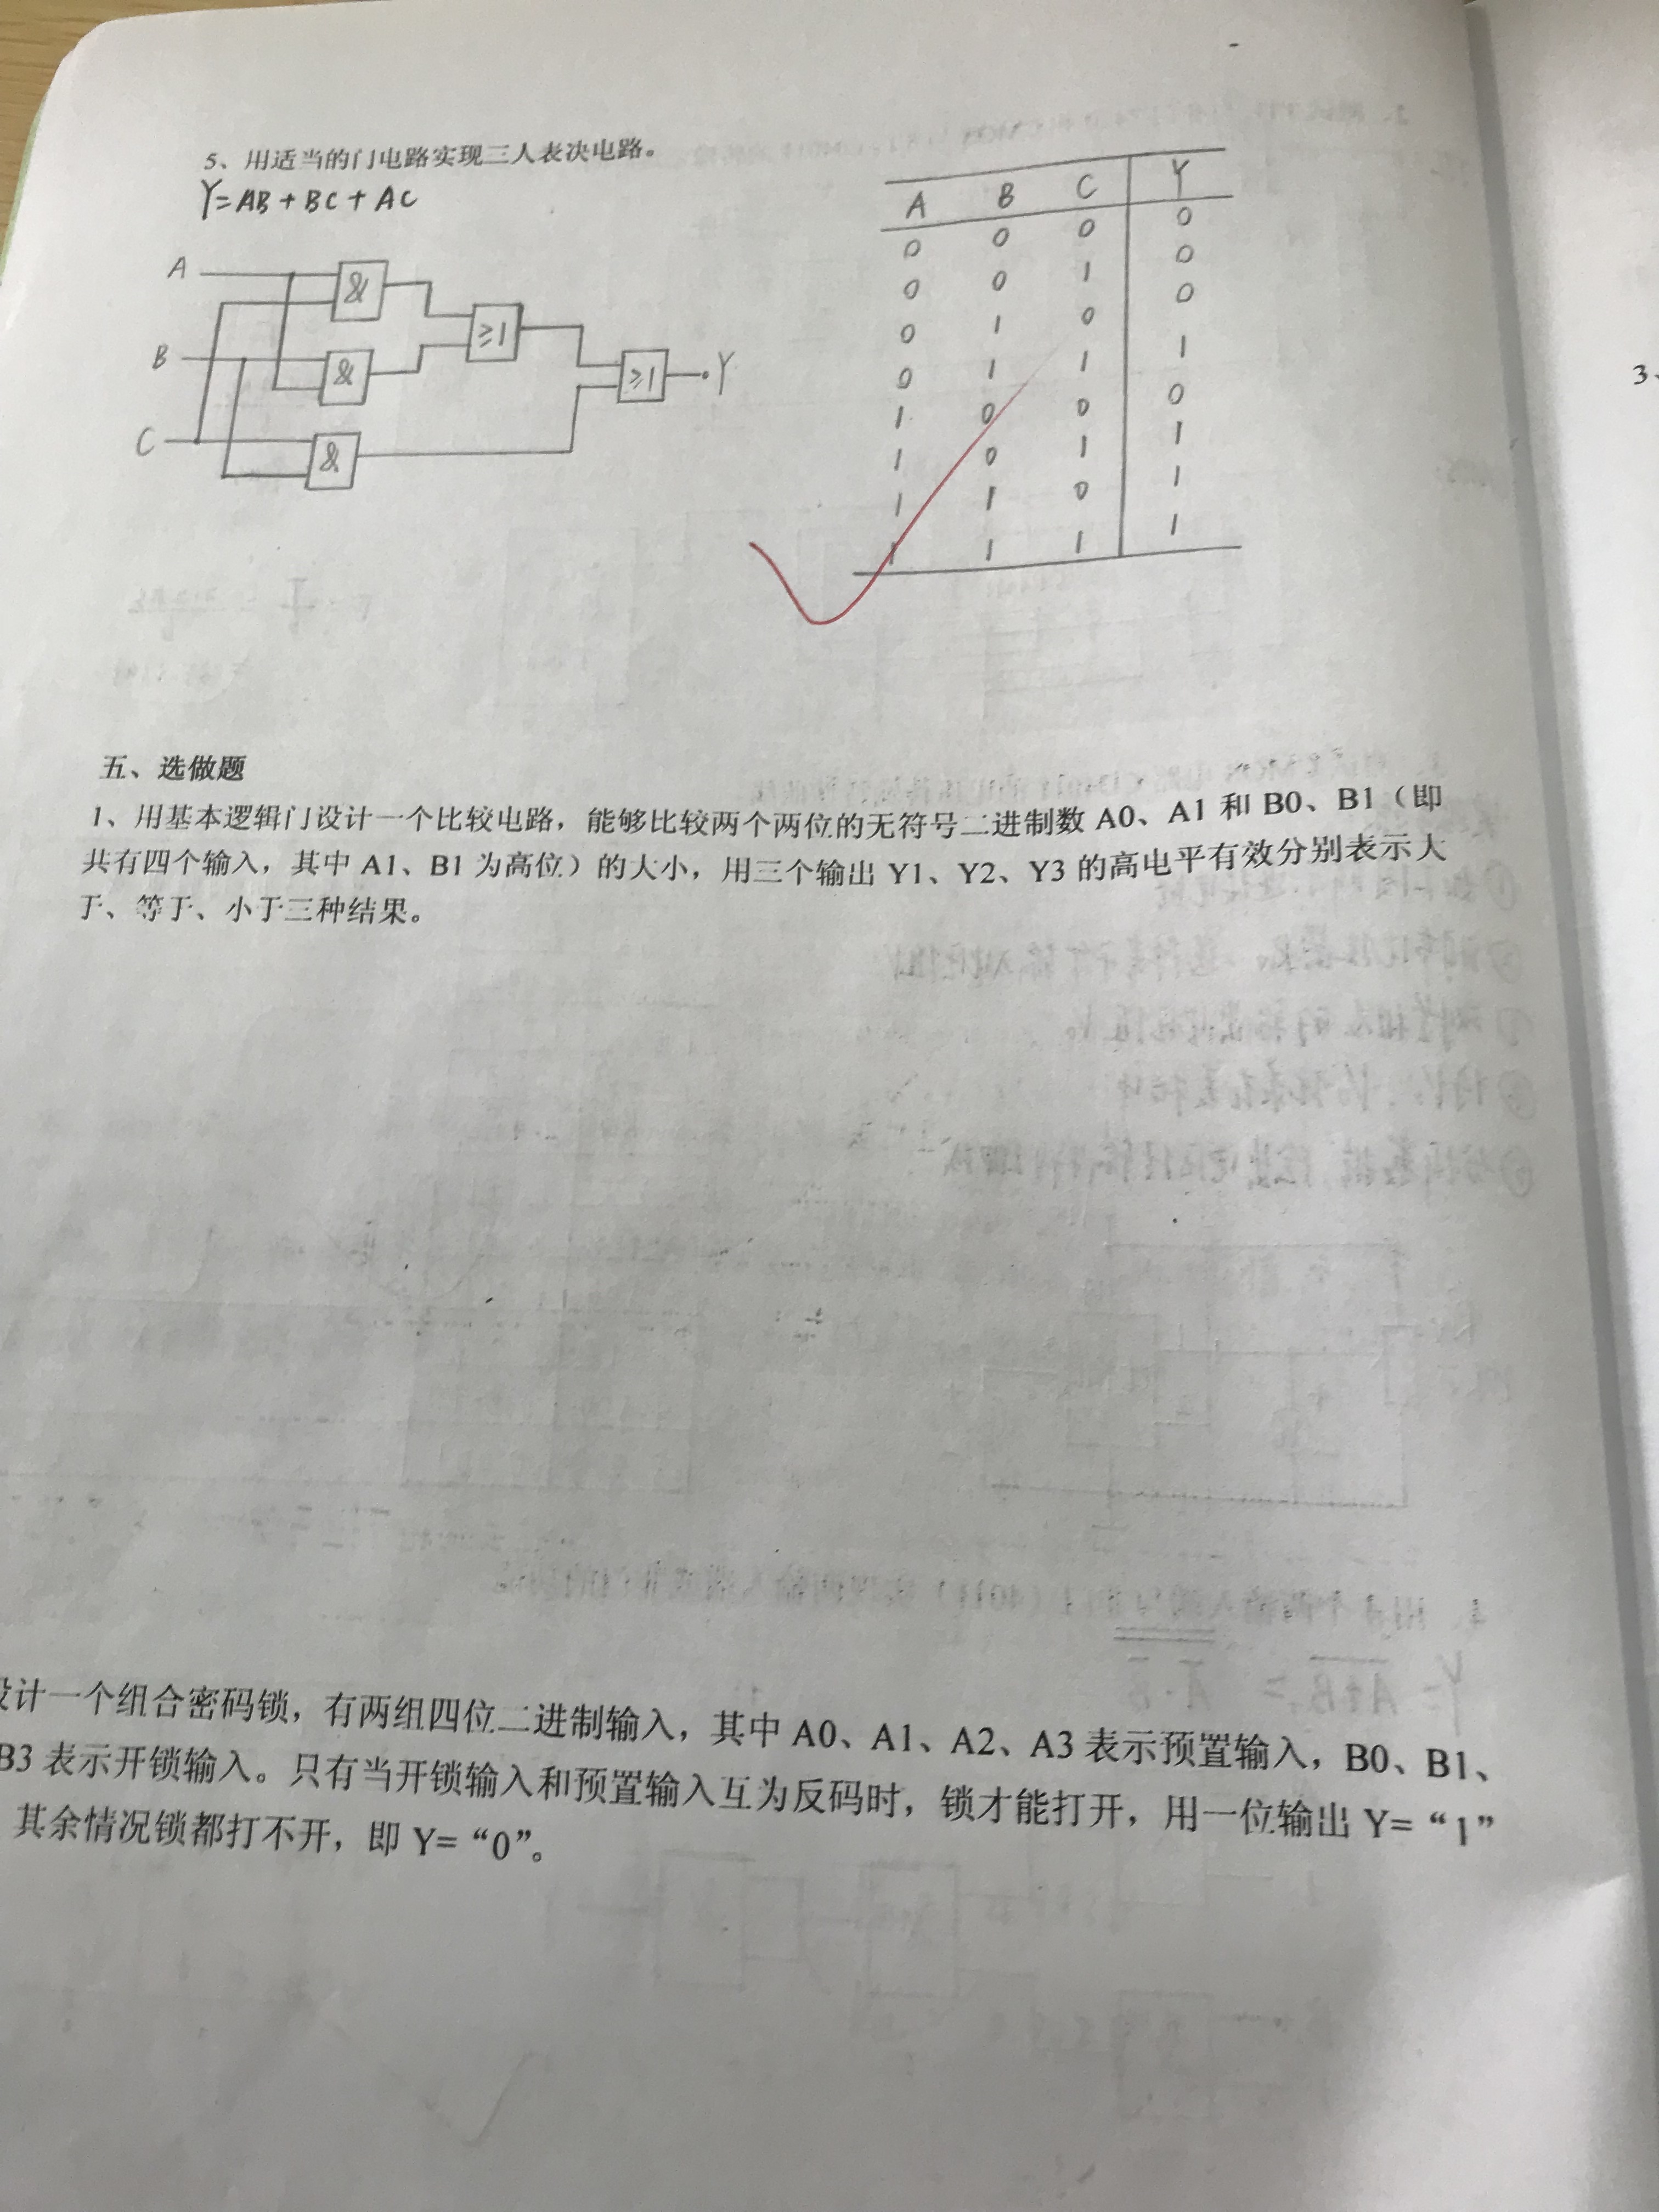 5、用适当的门电路实现三人表决电路。
Y=AB+BC+AC
A
&
≥1
B
&
≥1
Y
C
&
A B C Y
0 0 0 0
0 0 1 0
0 1 0 0
0 1 1 1
1 0 0 0
1 0 1 1
1 1 0 1
1 1 1 1
3、
五、选做题
1、用基本逻辑门设计一个比较电路，能够比较两个两位的无符号二进制数 A0、A1 和 B0、B1（即
共有四个输入，其中 A1、B1 为高位）的大小，用三个输出 Y1、Y2、Y3 的高电平有效分别表示大
于、等于、小于三种结果。
设计一个组合密码锁，有两组四位二进制输入，其中 A0、A1、A2、A3 表示预置输入，B0、B1、
B3 表示开锁输入。只有当开锁输入和预置输入互为反码时，锁才能打开，用一位输出 Y=“1”
其余情况锁都打不开，即 Y=“0”。